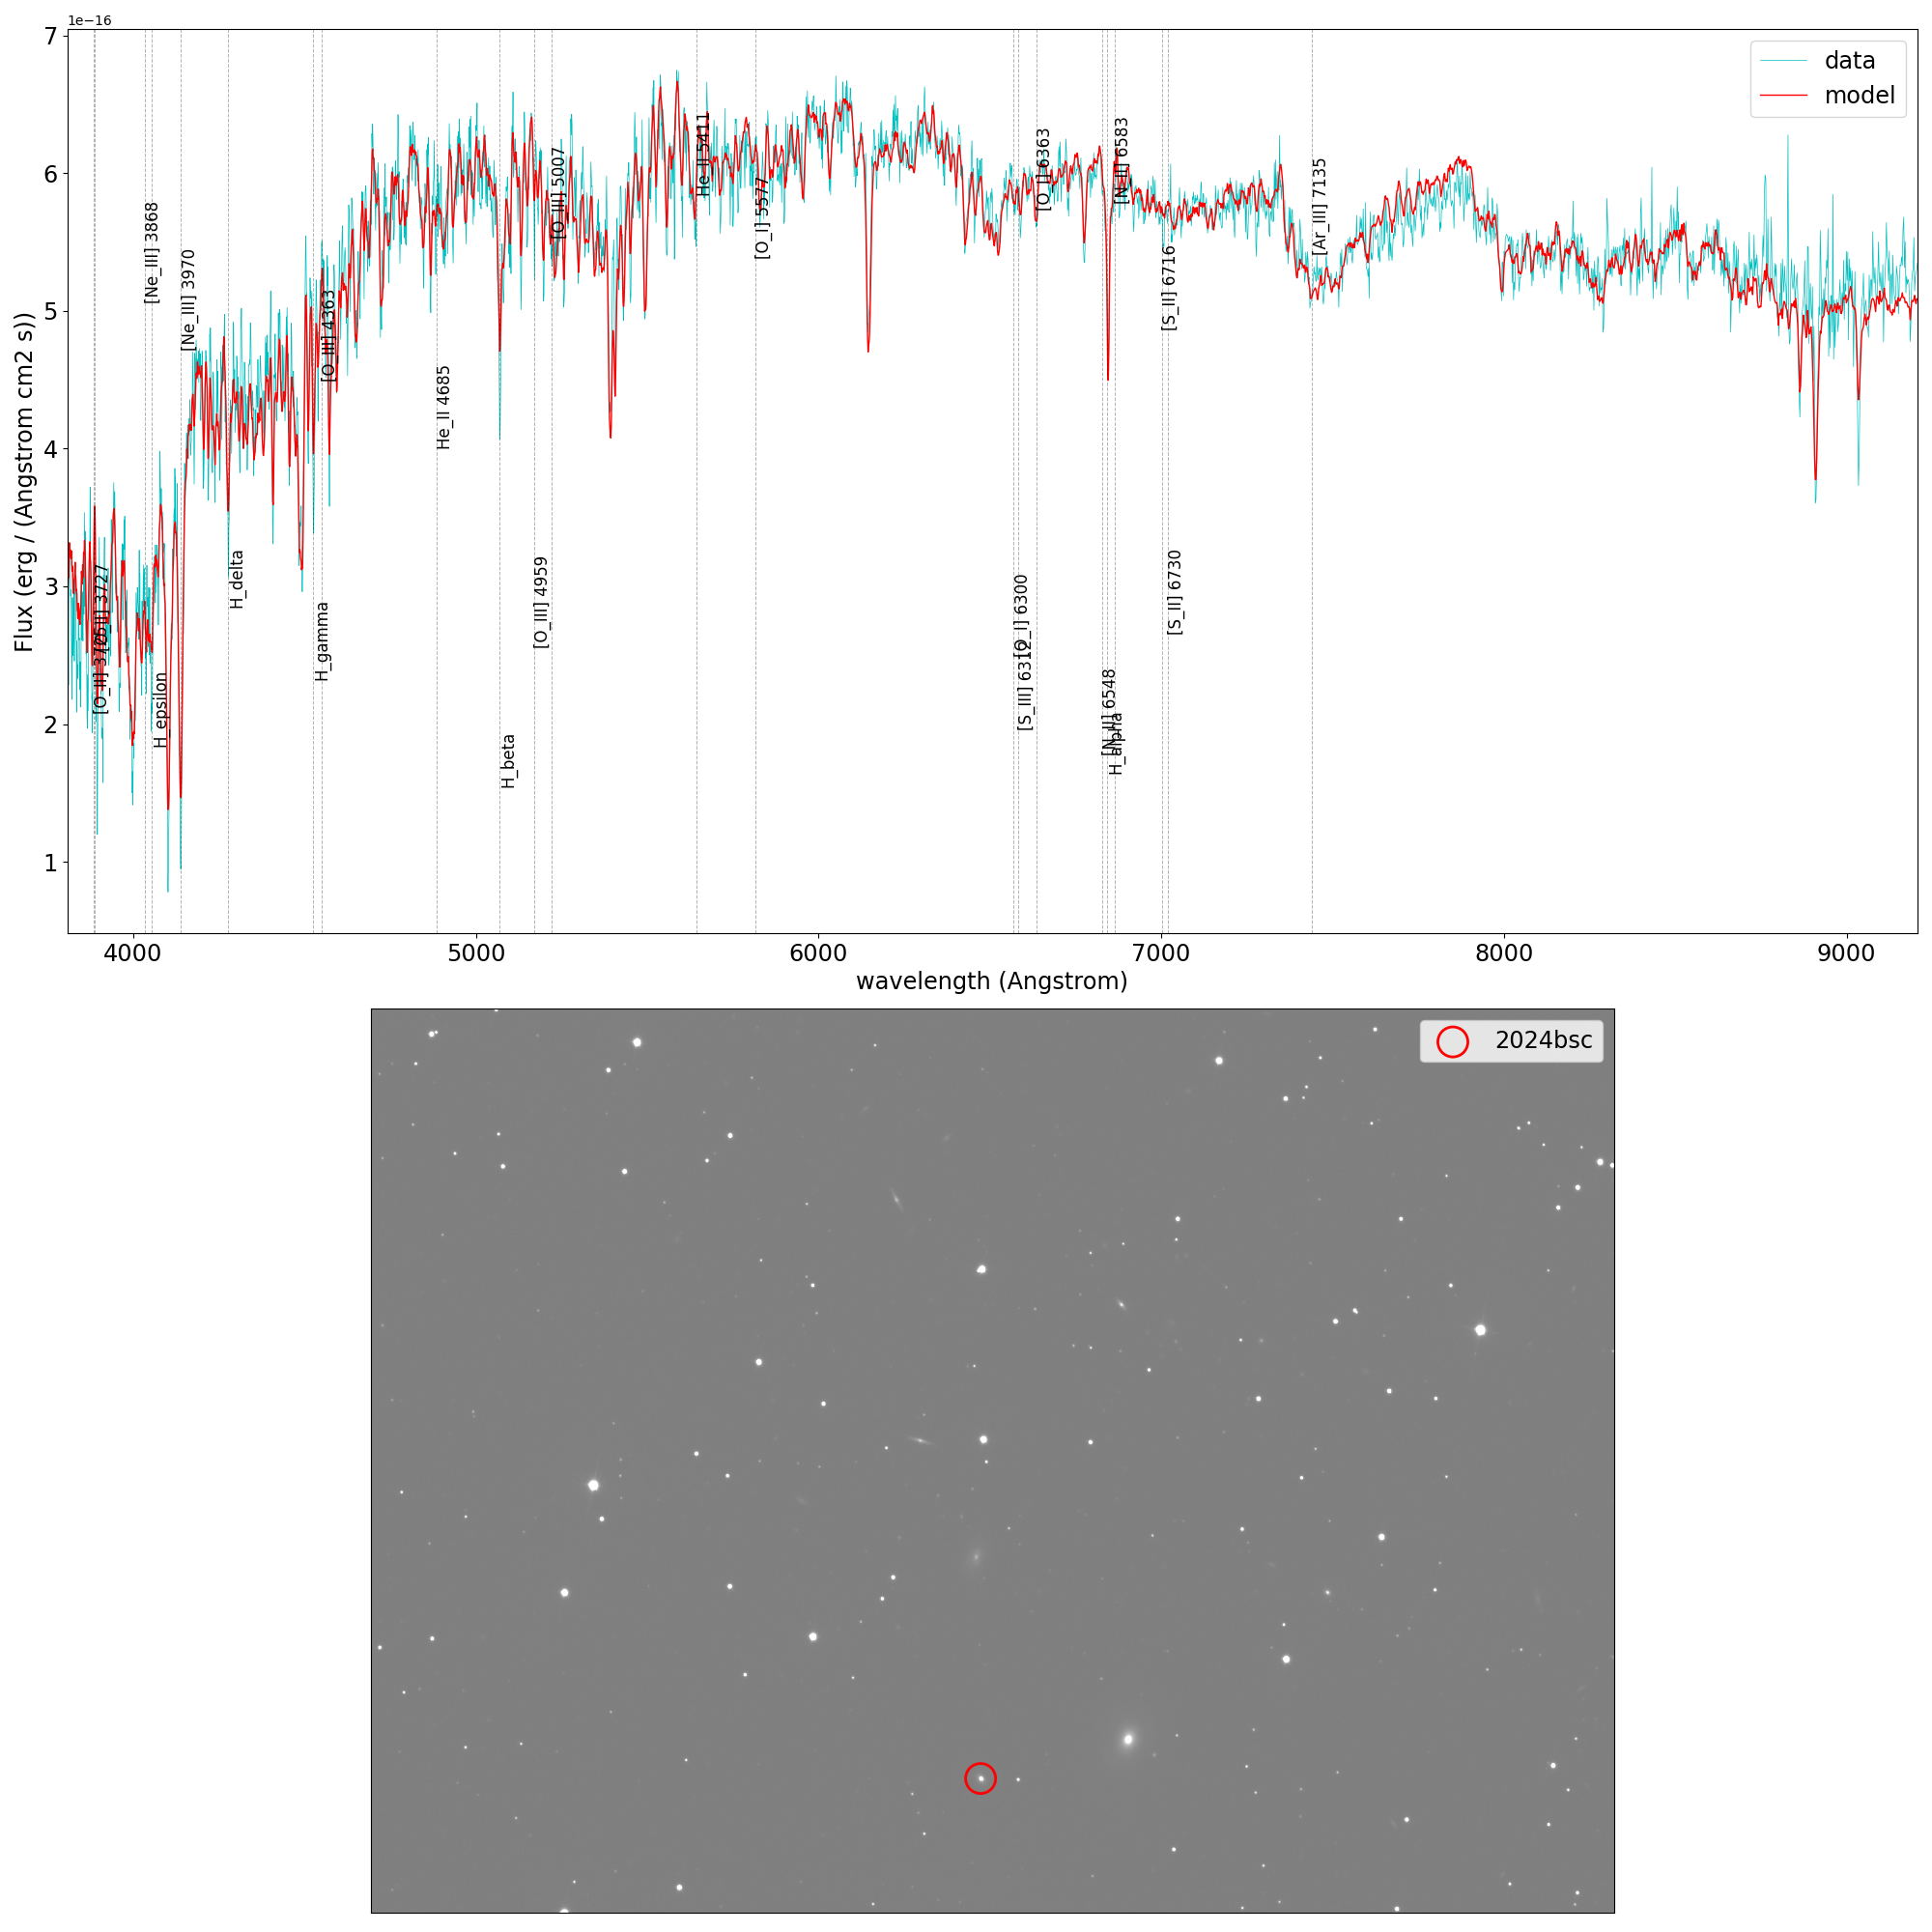 1e−16
7
6
5
4
3
2
1
Flux (erg / (Angstrom cm2 s))
data
model
[O_II] 3727
[Ne_III] 3868
H_epsilon
[Ne_III] 3970
H_delta
H_gamma
[O_III] 4363
He_II 4685
H_beta
[O_III] 4959
[O_III] 5007
He_II 5411
[O_I] 5577
[O_I] 6300
[S_III] 6312
[O_I] 6363
[N_II] 6548
H_alpha
[N_II] 6583
[S_II] 6716
[S_II] 6730
[Ar_III] 7135
4000 5000 6000 7000 8000 9000
wavelength (Angstrom)
2024bsc